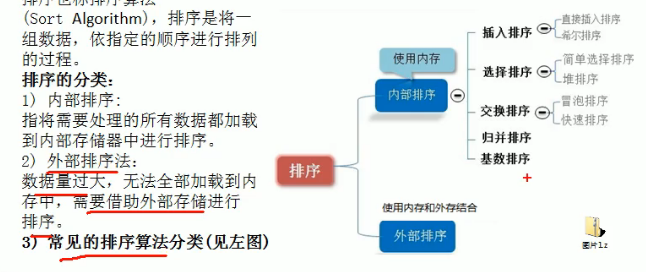 排序也称排序算法
(Sort Algorithm)，排序是将一
组数据，依指定的顺序进行排列
的过程。
排序的分类：
1) 内部排序：
指将需要处理的所有数据都加载
到内部存储器中进行排序。
2) 外部排序法：
数据量过大，无法全部加载到内
存中，需要借助外部存储进行
排序。
3) 常见的排序算法分类(见左图)
排序
使用内存
内部排序
插入排序
直接插入排序
希尔排序
选择排序
简单选择排序
堆排序
交换排序
冒泡排序
快速排序
归并排序
基数排序
使用内存和外存结合
外部排序
图片1z